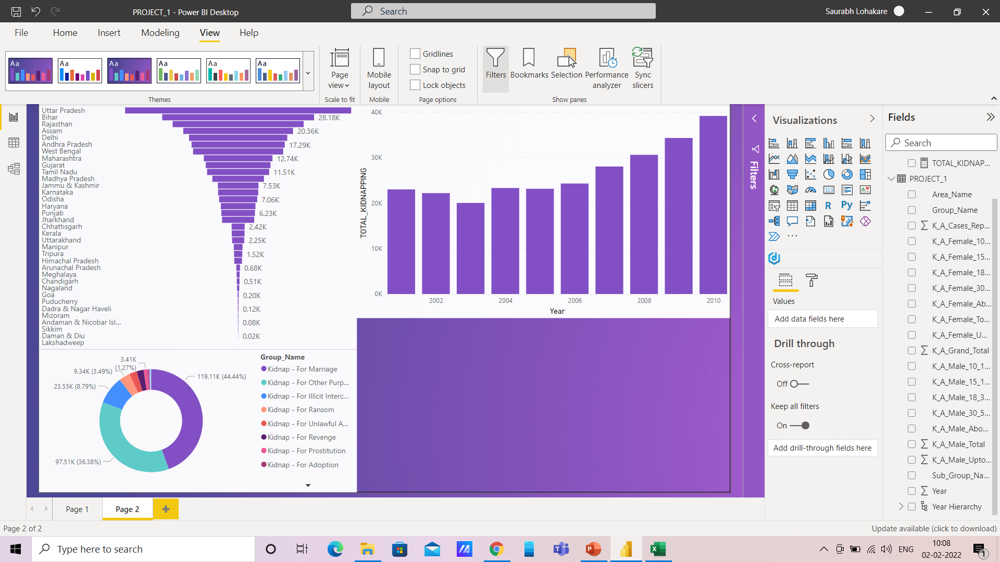 PROJECT_1 - Power BI Desktop
Search
Saurabh Lohakare
File
Home
Insert
Modeling
View
Help
Aa
Aa
Aa
Aa
Aa
Aa
Themes
Page view
Scale to fit
Mobile layout
Mobile
Gridlines
Snap to grid
Lock objects
Page options
Filters
Bookmarks
Selection
Performance analyzer
Sync slicers
Show panes
Uttar Pradesh
Bihar
28.18K
Rajasthan
Assam
20.36K
Delhi
Andhra Pradesh
17.29K
West Bengal
Maharashtra
12.74K
Gujarat
Tamil Nadu
11.51K
Madhya Pradesh
Jammu & Kashmir
7.53K
Karnataka
Odisha
7.06K
Haryana
Punjab
6.23K
Jharkhand
Chhattisgarh
2.42K
Kerala
Uttarakhand
2.25K
Manipur
Tripura
1.52K
Himachal Pradesh
Arunachal Pradesh
0.68K
Meghalaya
Chandigarh
0.51K
Nagaland
Goa
0.20K
Puducherry
Dadra & Nagar Haveli
0.12K
Mizoram
Andaman & Nicobar Isl...
0.08K
Sikkim
Daman & Diu
0.02K
Lakshadweep
TOTAL_KIDNAPPING
40K
30K
20K
10K
0K
2002
2004
2006
2008
2010
Year
3.41K
(1.27%)
9.34K (3.49%)
23.55K (8.79%)
119.11K (44.44%)
97.51K (36.38%)
Group_Name
Kidnap - For Marriage
Kidnap - For Other Purp...
Kidnap - For Illicit Interc...
Kidnap - For Ransom
Kidnap - For Unlawful A...
Kidnap - For Revenge
Kidnap - For Prostitution
Kidnap - For Adoption
Filters
Visualizations
123
R
Py
...
Values
Add data fields here
Drill through
Cross-report
Off
Keep all filters
On
Add drill-through fields here
Fields
Search
TOTAL_KIDNAP...
PROJECT_1
Area_Name
Group_Name
K_A_Cases_Rep...
K_A_Female_10...
K_A_Female_15...
K_A_Female_18...
K_A_Female_30...
K_A_Female_Ab...
K_A_Female_To...
K_A_Female_U...
K_A_Grand_Total
K_A_Male_10_1...
K_A_Male_15_1...
K_A_Male_18_3...
K_A_Male_30_5...
K_A_Male_Abo...
K_A_Male_Total
K_A_Male_Upto...
Sub_Group_Na...
Year
Year Hierarchy
Page 1
Page 2
Page 2 of 2
Update available (click to download)
Type here to search
ENG
10:08
02-02-2022
1